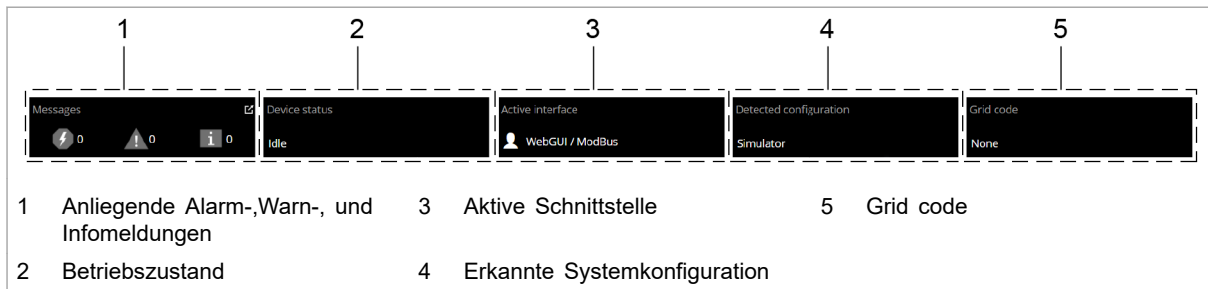 1 2 3 4 5
Messages
0 0 0
Device status
Idle
Active interface
WebGUI / ModBus
Detected configuration
Simulator
Grid code
None
1 Anliegende Alarm-,Warn-, und
Infomeldungen
2 Betriebszustand
3 Aktive Schnittstelle
4 Erkannte Systemkonfiguration
5 Grid code